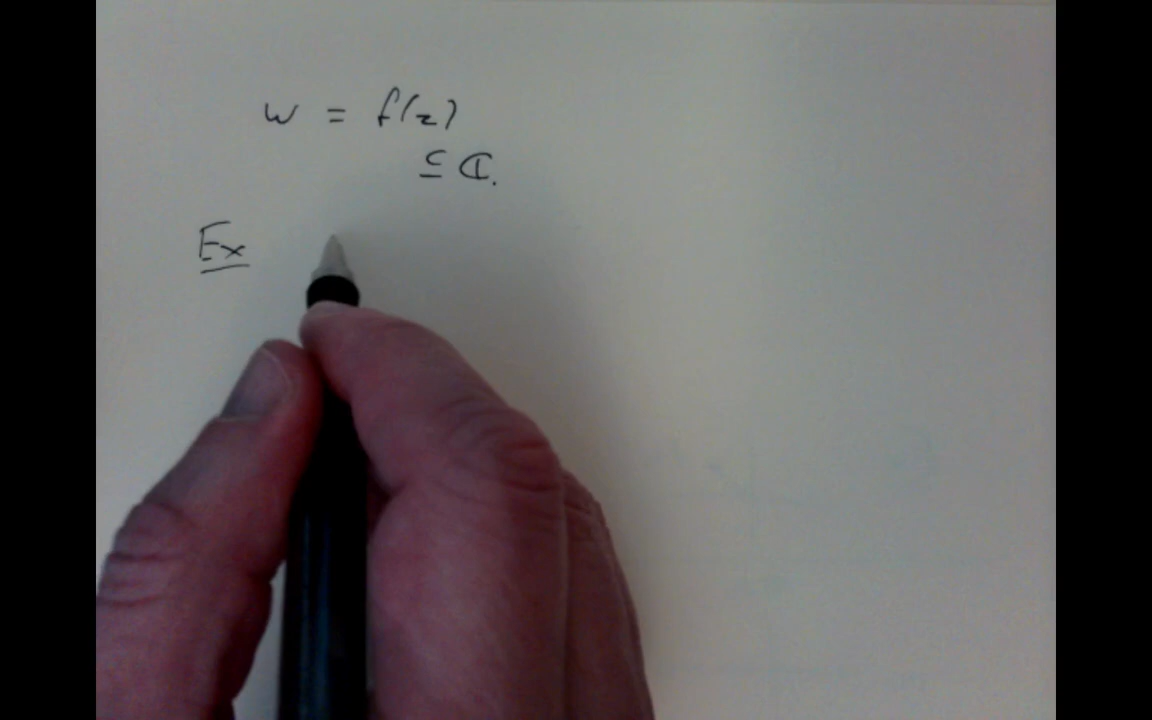 w = f(z)
⊆ ℂ.
Ex